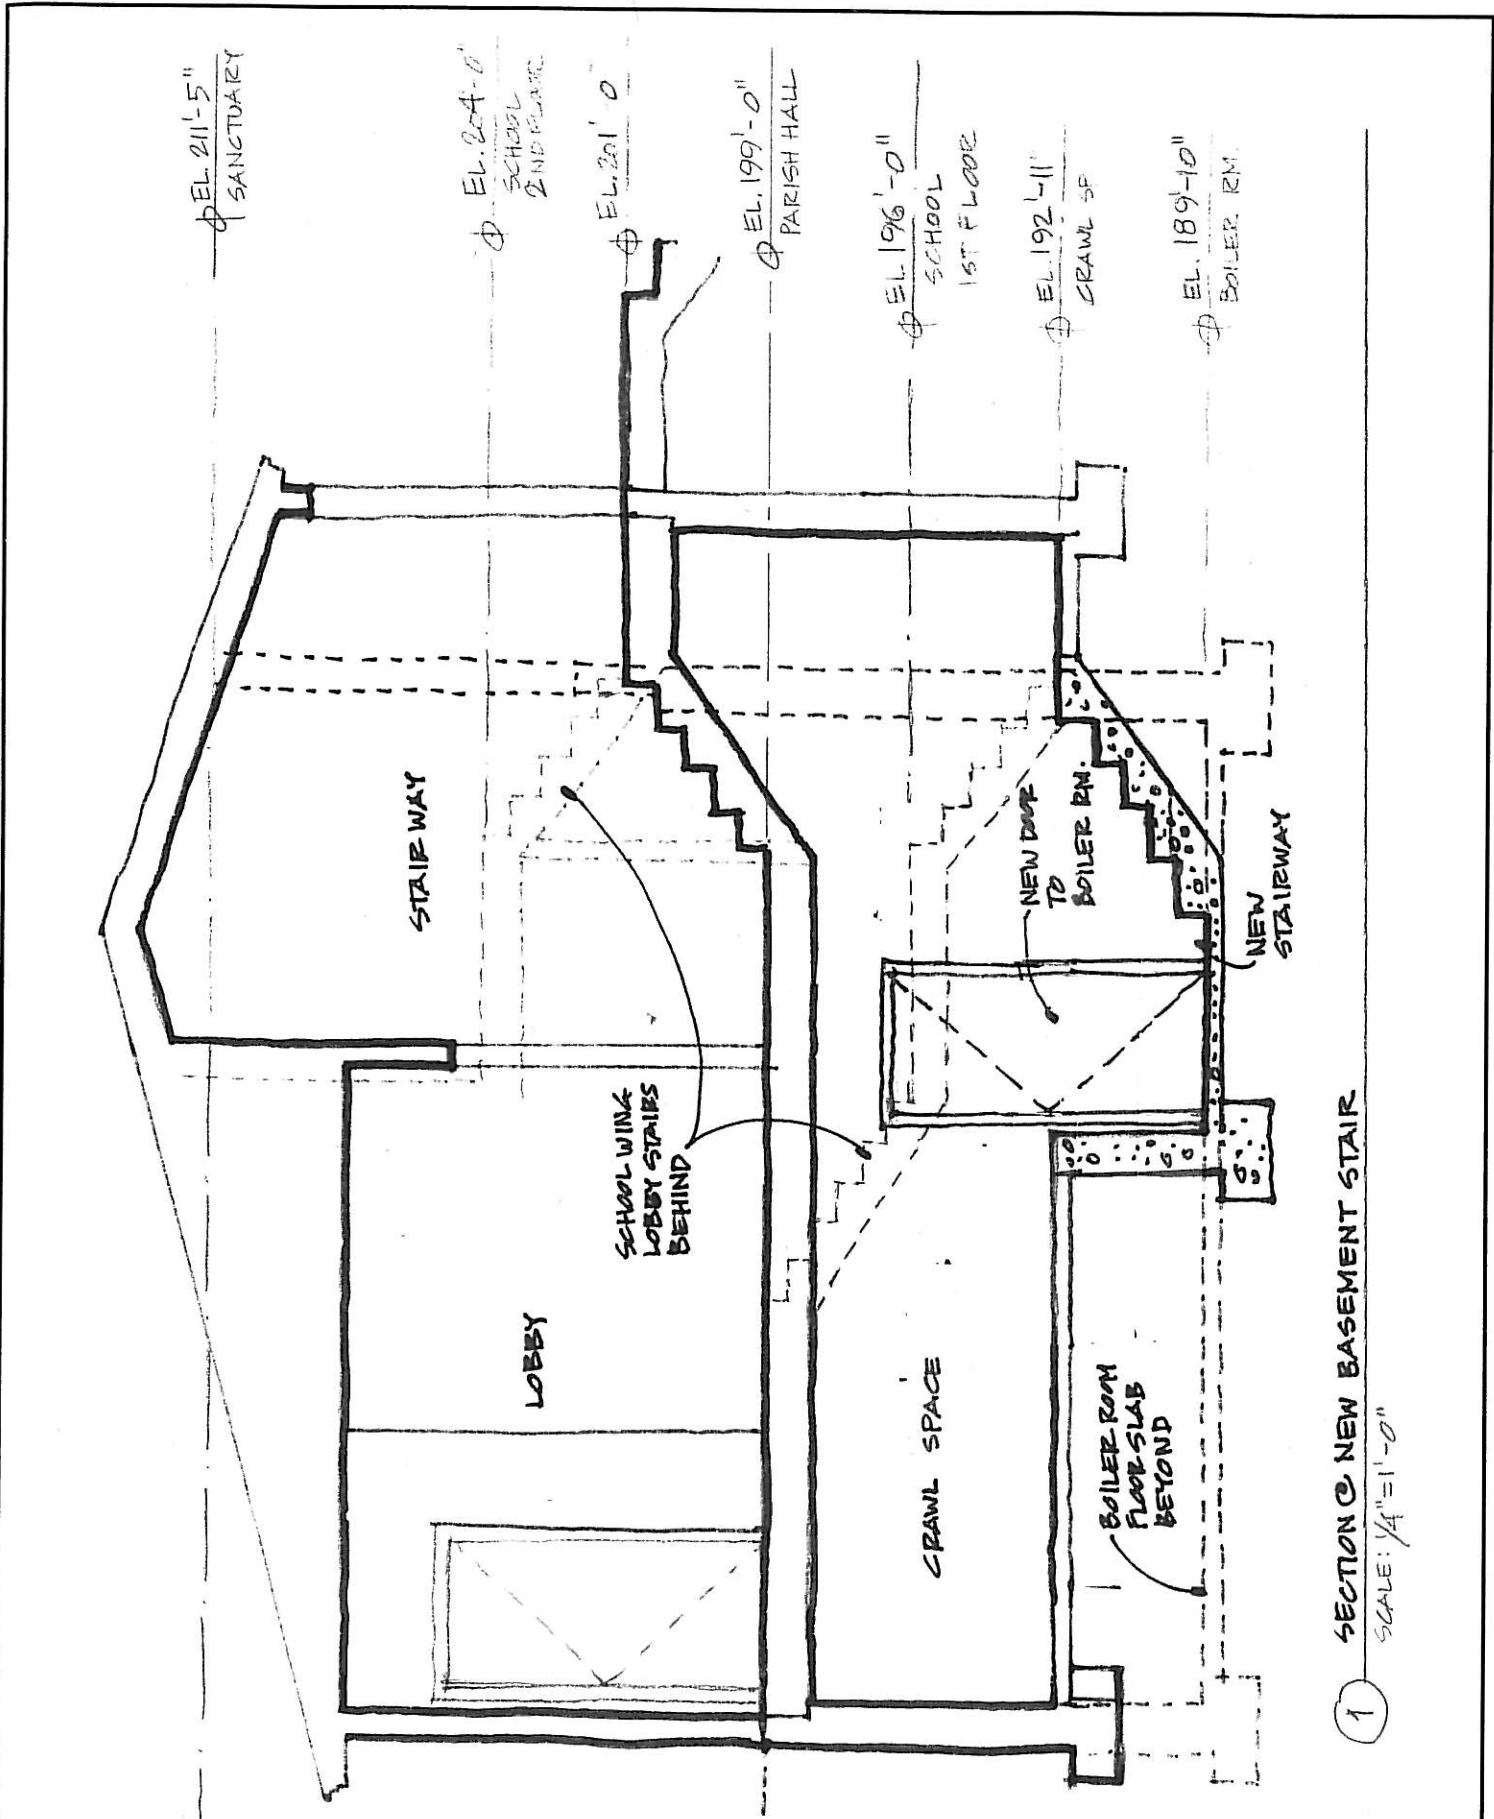 EL. 211'-5"
SANCTUARY
EL. 204'-0"
SCHOOL
2ND FLOOR
EL. 201'-0
EL. 199'-0"
PARISH HALL
EL. 196'-0"
SCHOOL
1ST FLOOR
EL. 192'-11"
CRAWL SP
EL. 189'-10"
BOILER RM.
STAIRWAY
LOBBY
SCHOOL WING
LOBBY STAIRS
BEHIND
NEW DOOR
TO
BOILER RM.
NEW
STAIRWAY
CRAWL SPACE
BOILER ROOM
FLOOR SLAB
BEYOND
1
SECTION @ NEW BASEMENT STAIR
SCALE: 1/4"=1'-0"